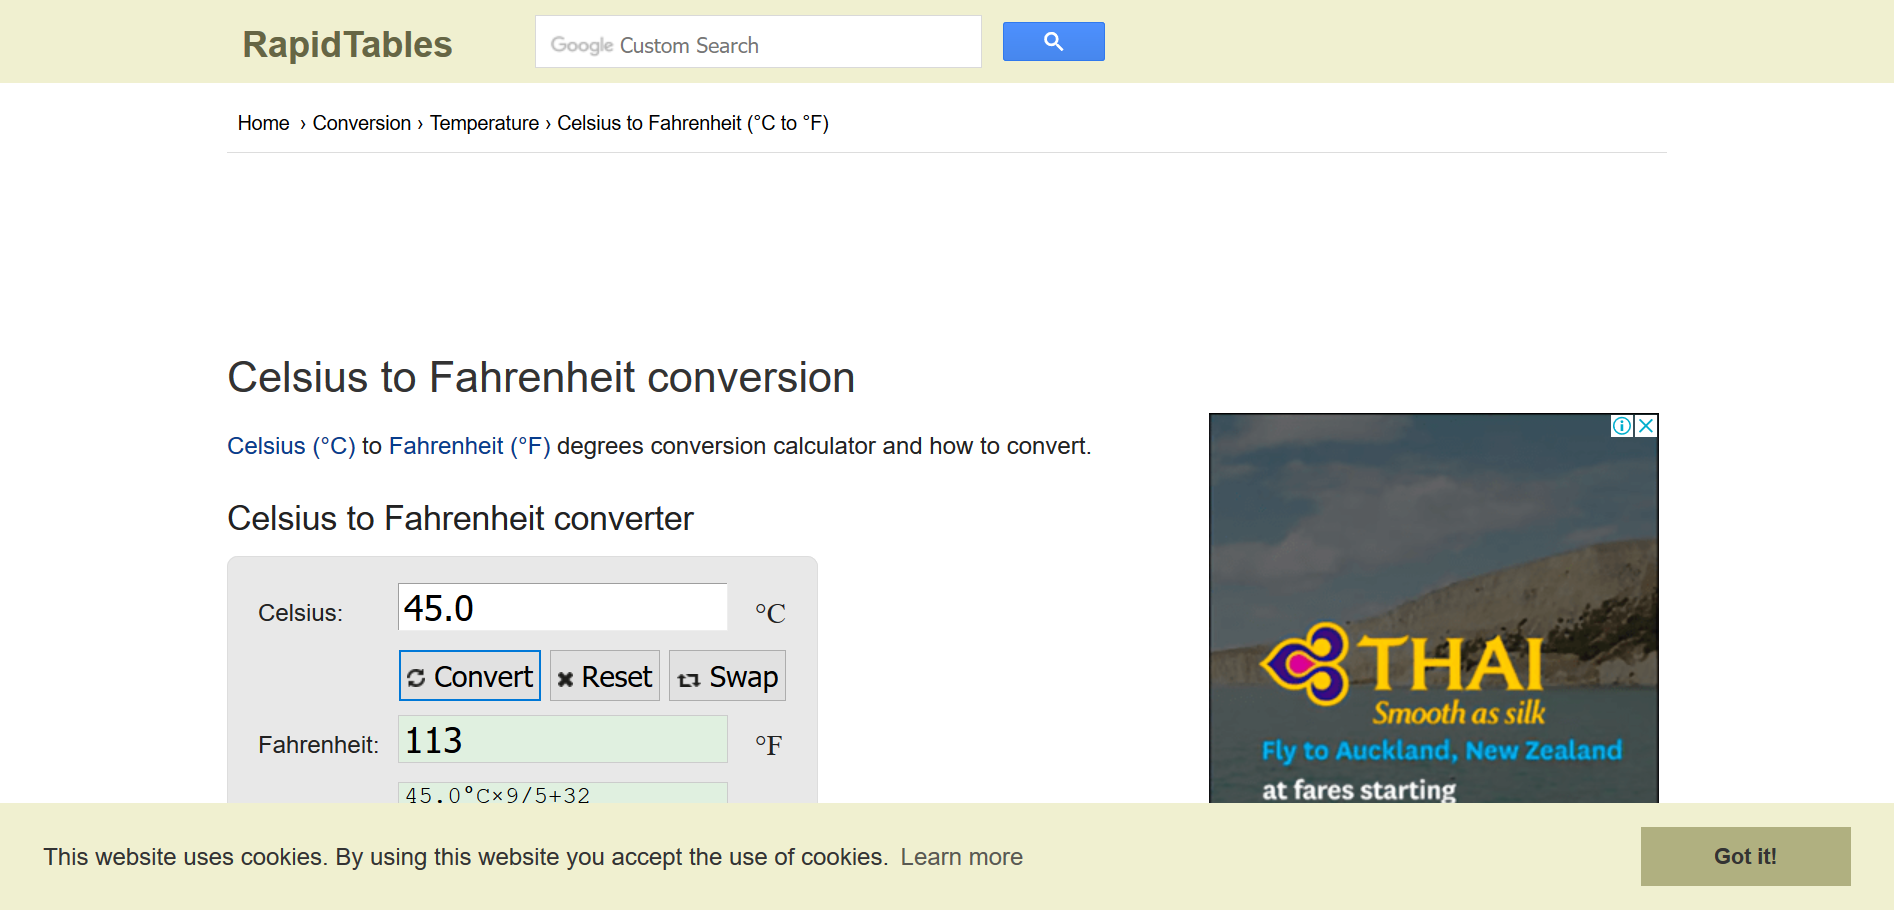 RapidTables
Google Custom Search
Home › Conversion › Temperature › Celsius to Fahrenheit (°C to °F)
Celsius to Fahrenheit conversion
Celsius (°C) to Fahrenheit (°F) degrees conversion calculator and how to convert.
Celsius to Fahrenheit converter
Celsius: 45.0 °C
Convert Reset Swap
Fahrenheit: 113 °F
45.0°C×9/5+32
THAI
Smooth as silk
Fly to Auckland, New Zealand
at fares starting
This website uses cookies. By using this website you accept the use of cookies. Learn more
Got it!